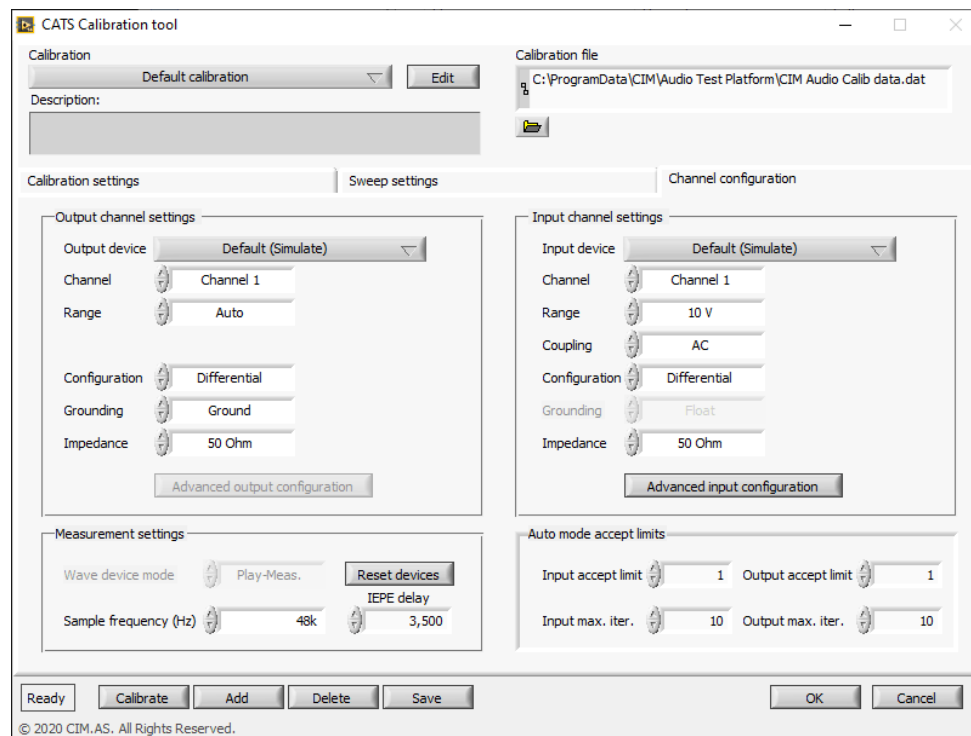 CATS Calibration tool
Calibration
Default calibration
Edit
Description:
Calibration file
C:\ProgramData\CIM\Audio Test Platform\CIM Audio Calib data.dat
Calibration settings
Sweep settings
Channel configuration
Output channel settings
Output device Default (Simulate)
Channel Channel 1
Range Auto
Configuration Differential
Grounding Ground
Impedance 50 Ohm
Advanced output configuration
Input channel settings
Input device Default (Simulate)
Channel Channel 1
Range 10 V
Coupling AC
Configuration Differential
Grounding Float
Impedance 50 Ohm
Advanced input configuration
Measurement settings
Wave device mode Play-Meas. Reset devices
IEPE delay
Sample frequency (Hz) 48k 3,500
Auto mode accept limits
Input accept limit 1 Output accept limit 1
Input max. iter. 10 Output max. iter. 10
Ready Calibrate Add Delete Save OK Cancel
© 2020 CIM.AS. All Rights Reserved.